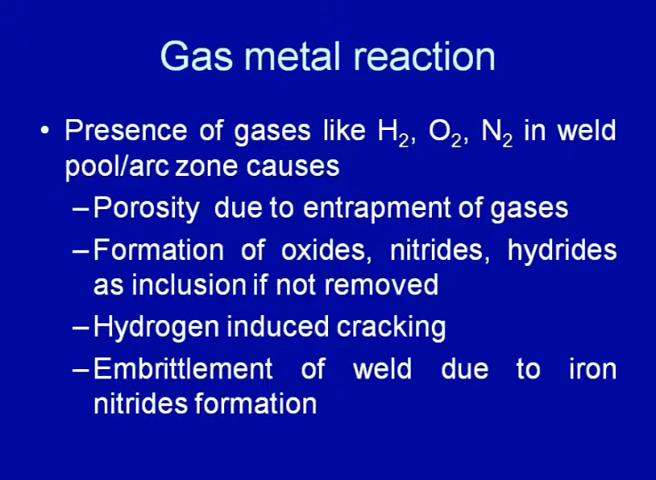 Gas metal reaction
• Presence of gases like H₂, O₂, N₂ in weld
pool/arc zone causes
–Porosity due to entrapment of gases
–Formation of oxides, nitrides, hydrides
as inclusion if not removed
–Hydrogen induced cracking
–Embrittlement of weld due to iron
nitrides formation